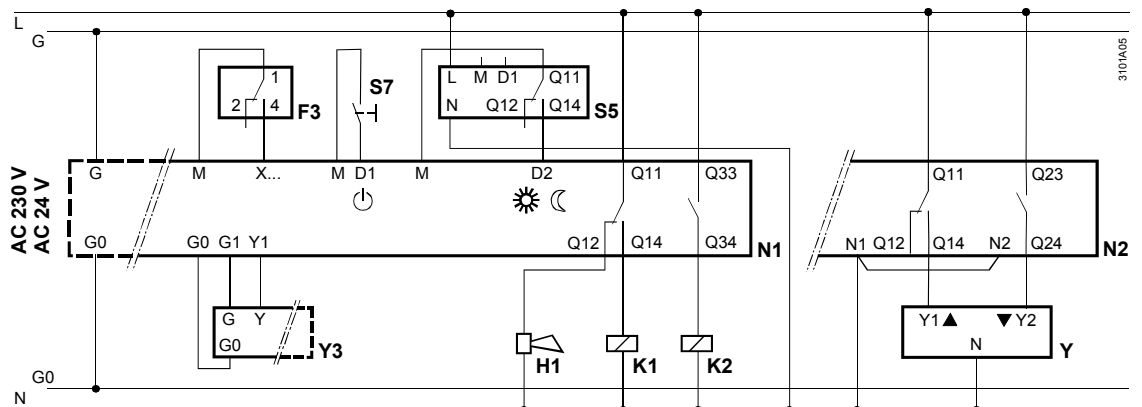 L
G
3101A05
1
2 4
F3
S7
L M D1 Q11
N Q12 Q14
S5
AC 230 V
AC 24 V
G M X... M D1 M D2 Q11 Q33
G0 G0 G1 Y1 Q12 Q14 Q34
N1
Q11 Q23
N1 Q12 Q14 N2 Q24
N2
G Y
G0
Y3
H1
K1
K2
Y1 ▲ ▼ Y2
N
Y
G0
N